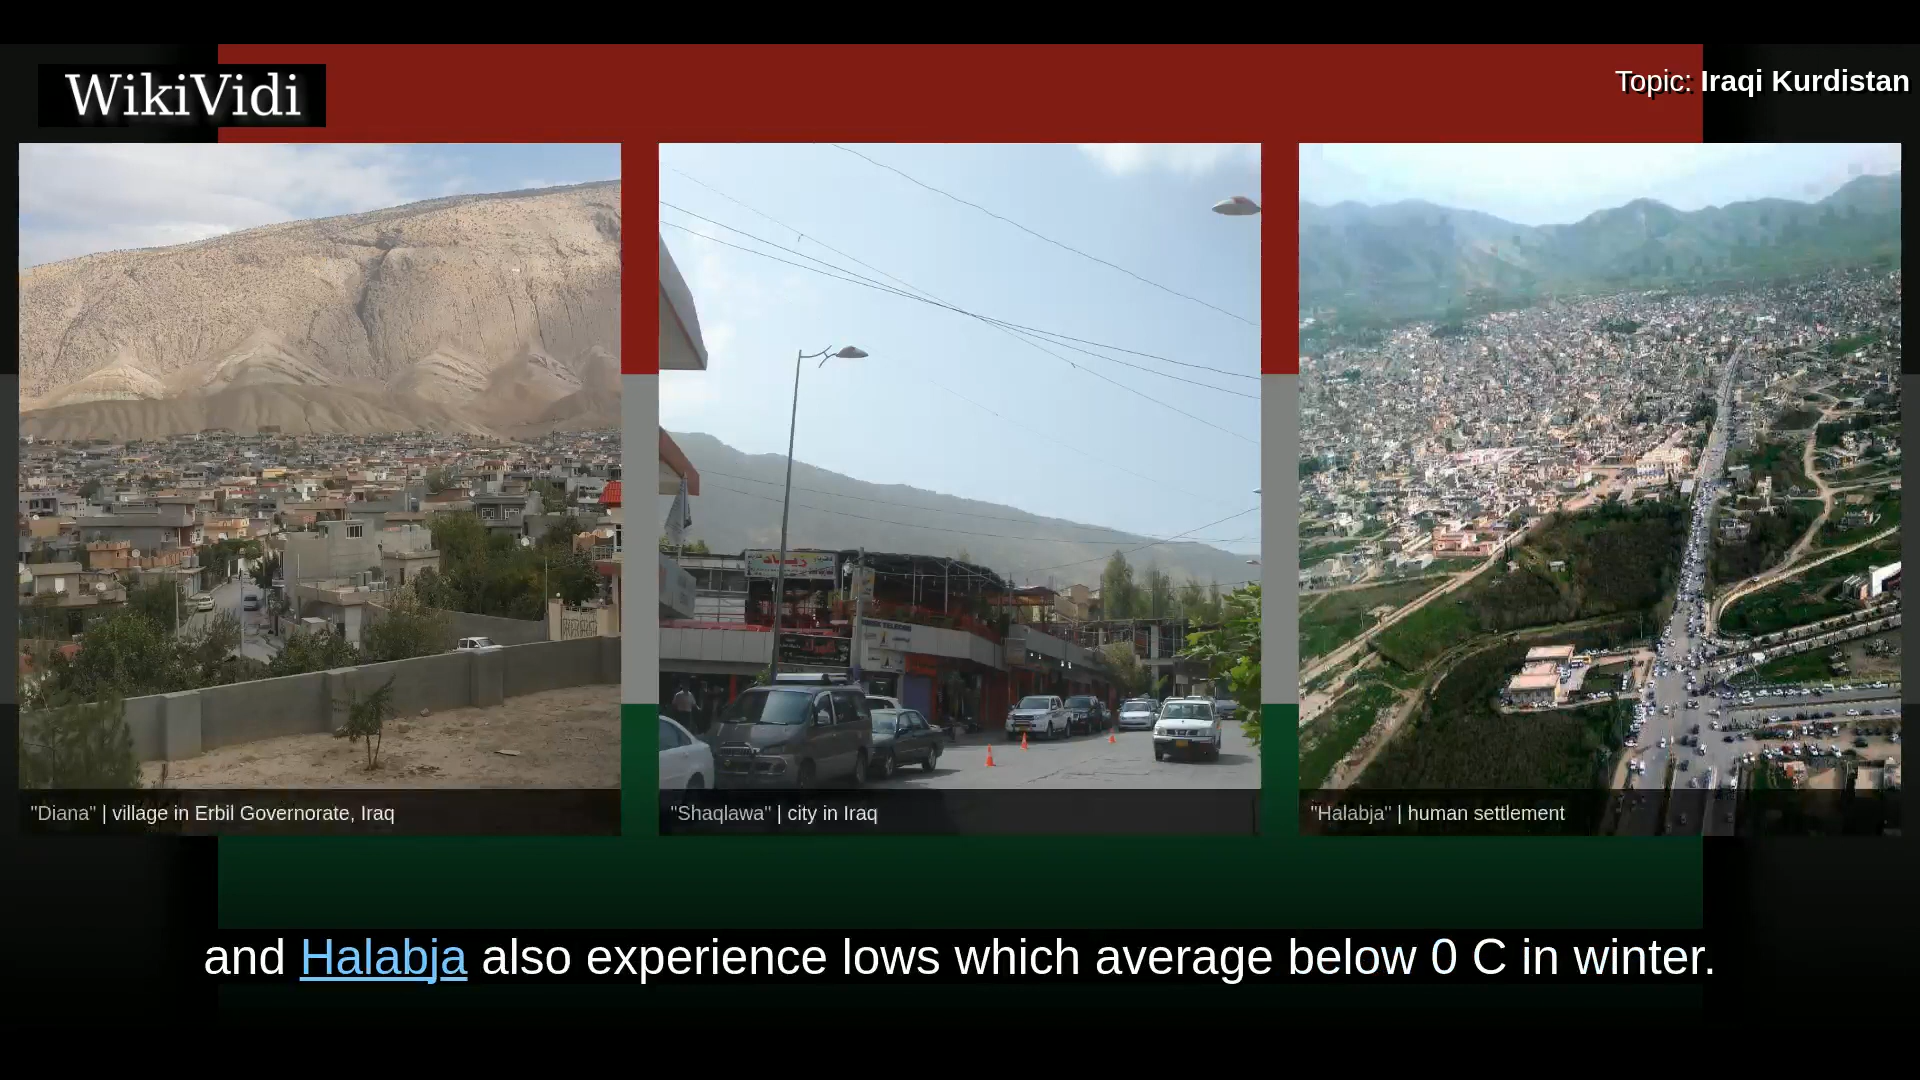 WikiVidi
Topic: Iraqi Kurdistan
"Diana" | village in Erbil Governorate, Iraq
"Shaqlawa" | city in Iraq
"Halabja" | human settlement
and Halabja also experience lows which average below 0 C in winter.